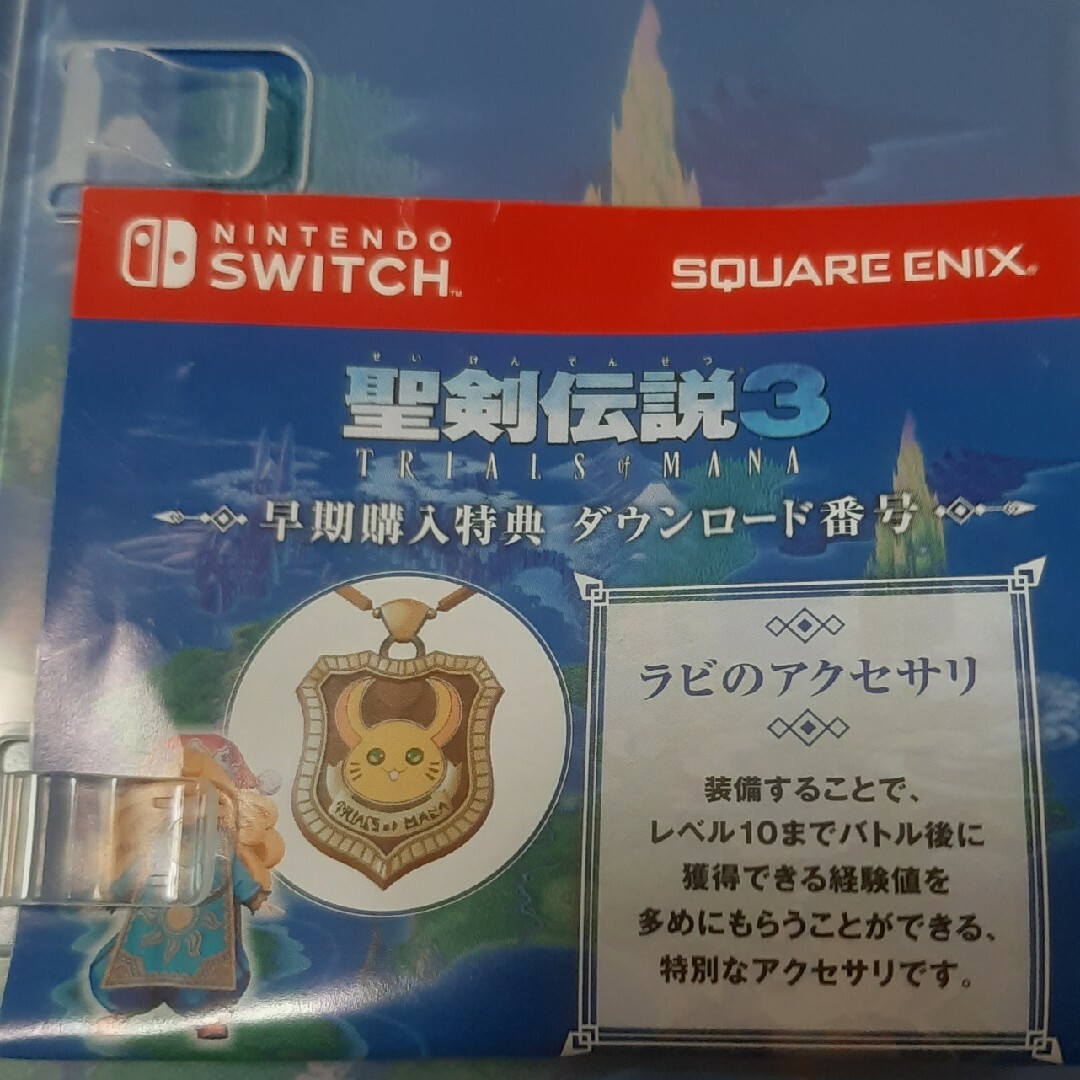 NINTENDO
SWITCH™
SQUARE ENIX®
せいけんでんせつ
聖剣伝説3
TRIALS of MANA
早期購入特典 ダウンロード番号
TRIALS of MANA
ラビのアクセサリ
装備することで、
レベル10までバトル後に
獲得できる経験値を
多めにもらうことができる、
特別なアクセサリです。